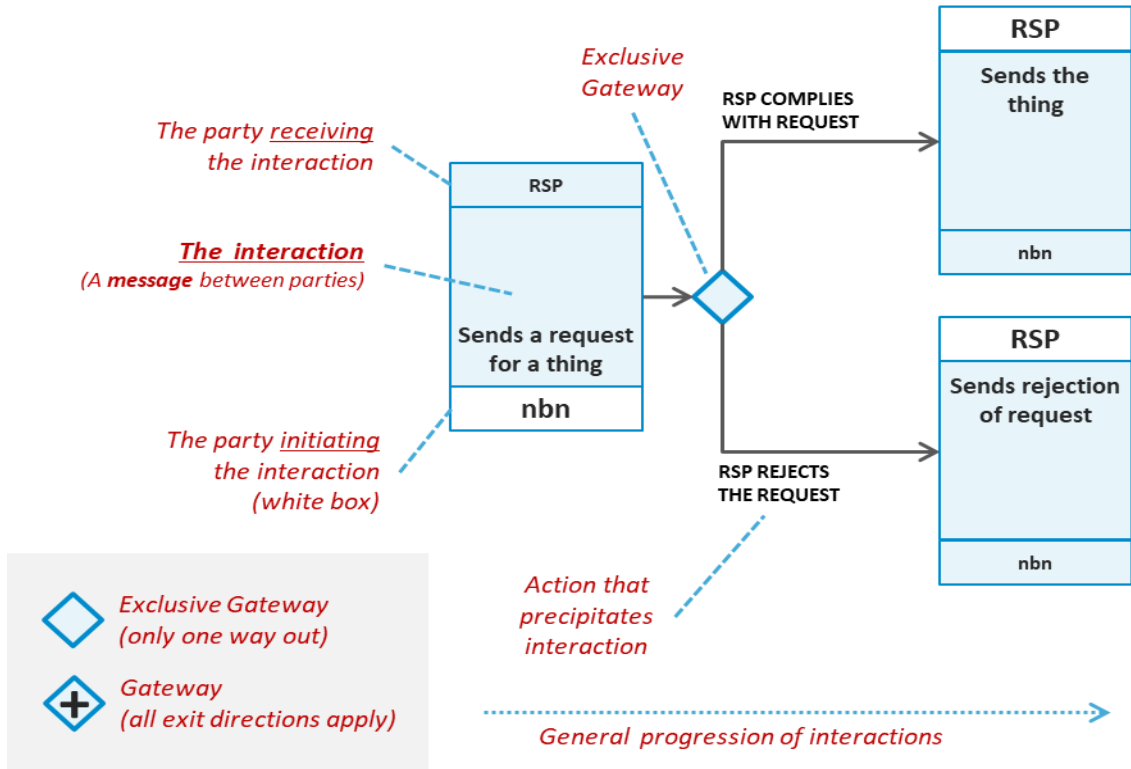 RSP
Sends the
thing
nbn
Exclusive
Gateway
RSP COMPLIES
WITH REQUEST
The party receiving
the interaction
RSP
The interaction
(A message between parties)
Sends a request
for a thing
nbn
The party initiating
the interaction
(white box)
RSP
Sends rejection
of request
nbn
RSP REJECTS
THE REQUEST
Action that
precipitates
interaction
Exclusive Gateway
(only one way out)
Gateway
(all exit directions apply)
General progression of interactions